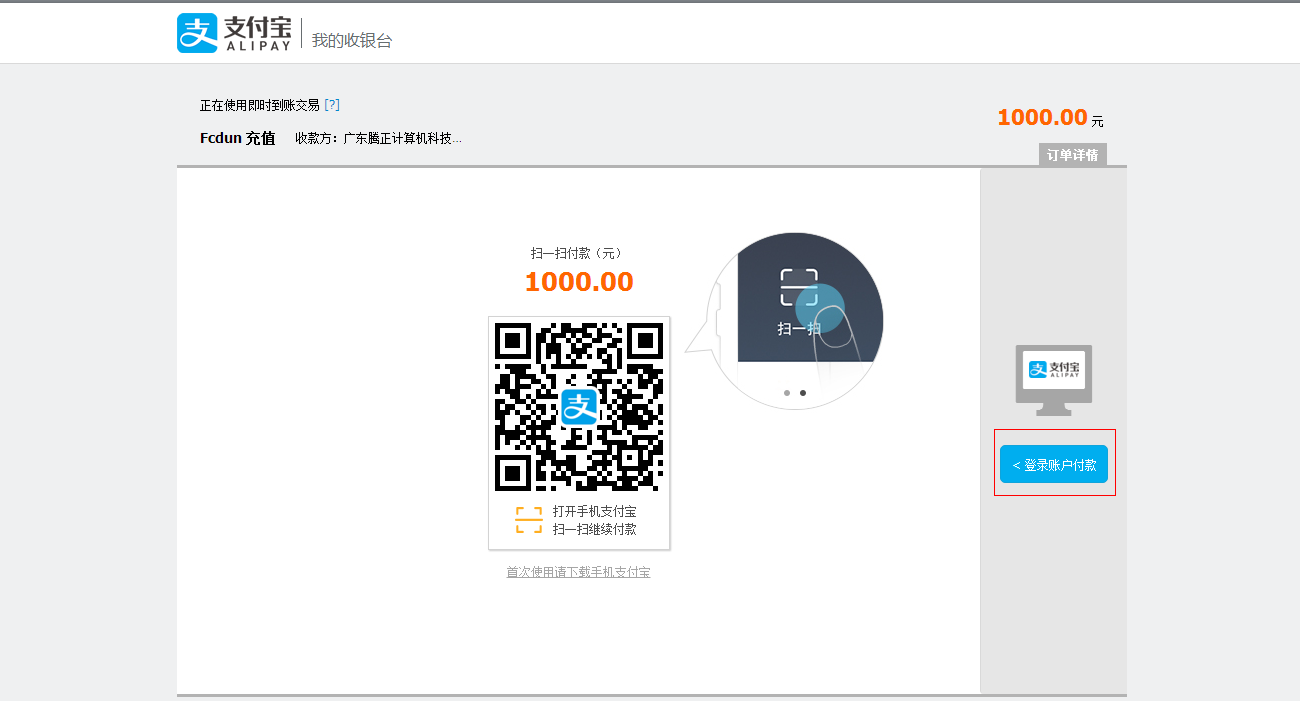 支付宝
ALIPAY
我的收银台
正在使用即时到账交易 [?]
1000.00 元
Fcdun 充值 收款方：广东腾正计算机科技...
订单详情
扫一扫付款（元）
1000.00
扫一扫
支付宝
ALIPAY
< 登录账户付款
打开手机支付宝
扫一扫继续付款
首次使用请下载手机支付宝